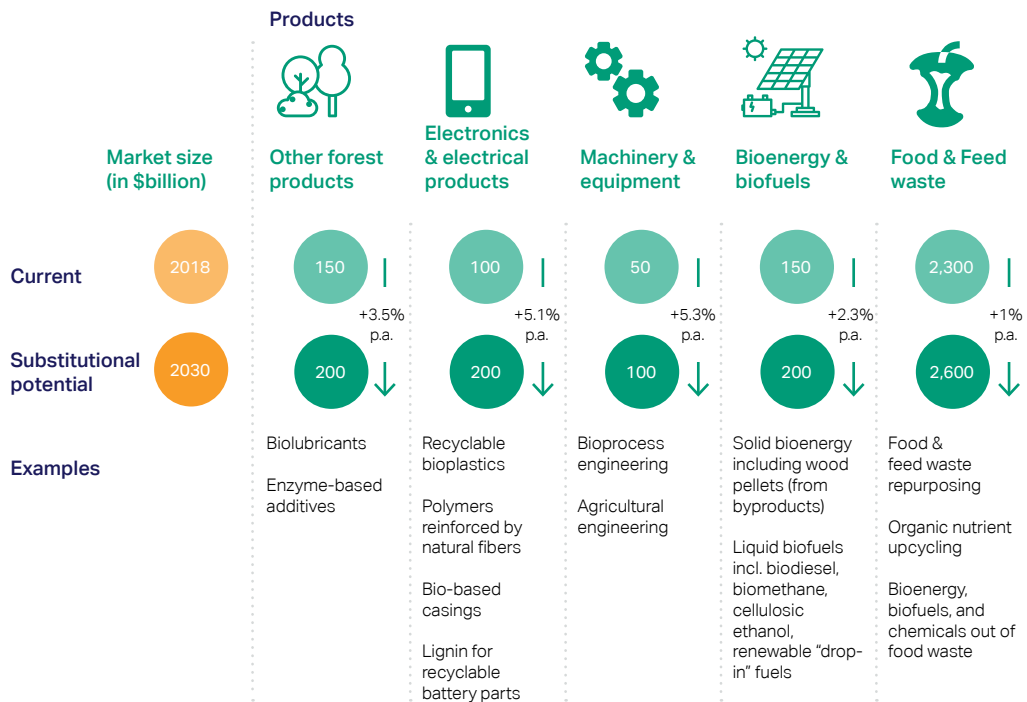 Products
Market size
(in $billion)
Other forest
products
Electronics
& electrical
products
Machinery &
equipment
Bioenergy &
biofuels
Food & Feed
waste
Current
2018
150
100
50
150
2,300
+3.5%
p.a.
+5.1%
p.a.
+5.3%
p.a.
+2.3%
p.a.
+1%
p.a.
Substitutional
potential
2030
200
200
100
200
2,600
Examples
Biolubricants
Enzyme-based
additives
Recyclable
bioplastics
Polymers
reinforced by
natural fibers
Bio-based
casings
Lignin for
recyclable
battery parts
Bioprocess
engineering
Agricultural
engineering
Solid bioenergy
including wood
pellets (from
byproducts)
Liquid biofuels
incl. biodiesel,
biomethane,
cellulosic
ethanol,
renewable “drop-
in” fuels
Food &
feed waste
repurposing
Organic nutrient
upcycling
Bioenergy,
biofuels, and
chemicals out of
food waste